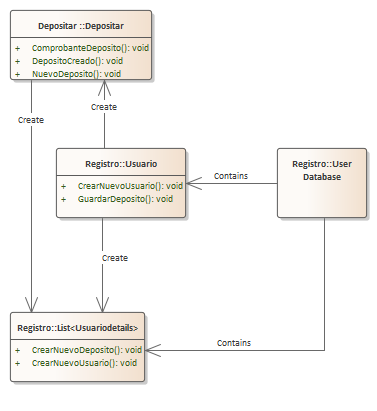 Depositar ::Depositar
+ ComprobanteDeposito(): void
+ DepositoCreado(): void
+ NuevoDeposito(): void
Create
Create
Registro::Usuario
+ CrearNuevoUsuario(): void
+ GuardarDeposito(): void
Contains
Registro::User
Database
Create
Registro::List<Usuariodetails>
+ CrearNuevoDeposito(): void
+ CrearNuevoUsuario(): void
Contains